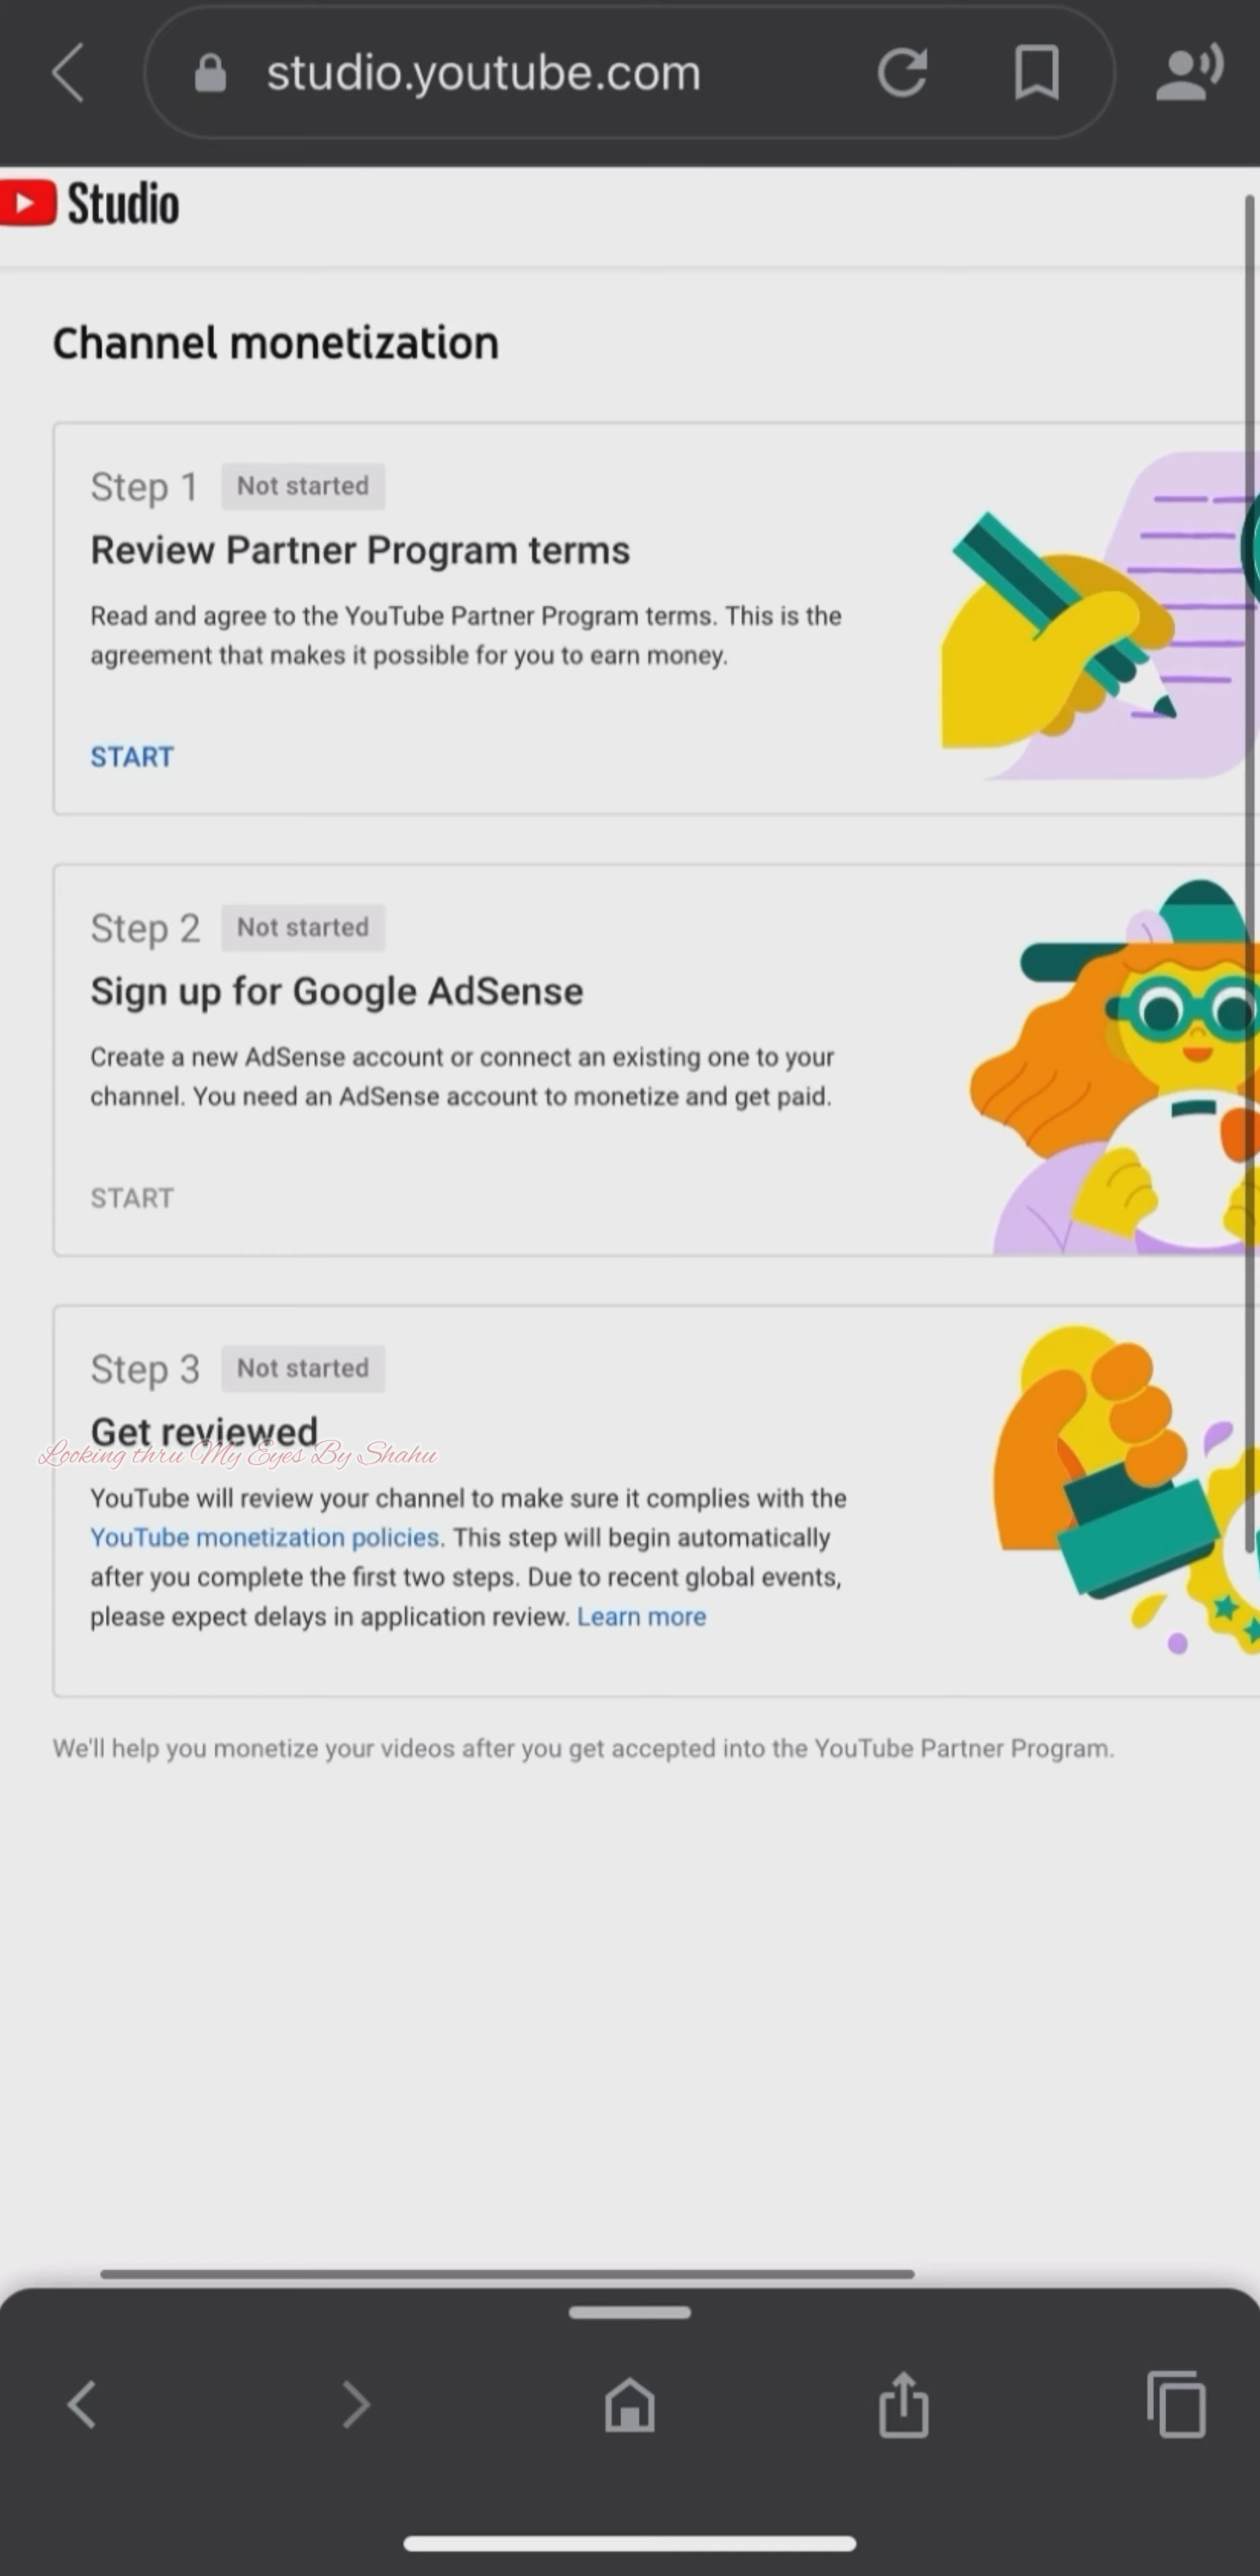 studio.youtube.com
Studio
Channel monetization
Step 1 Not started
Review Partner Program terms
Read and agree to the YouTube Partner Program terms. This is the
agreement that makes it possible for you to earn money.
START
Step 2 Not started
Sign up for Google AdSense
Create a new AdSense account or connect an existing one to your
channel. You need an AdSense account to monetize and get paid.
START
Step 3 Not started
Get reviewed
Looking thru My Eyes By Shahu
YouTube will review your channel to make sure it complies with the
YouTube monetization policies. This step will begin automatically
after you complete the first two steps. Due to recent global events,
please expect delays in application review. Learn more
We'll help you monetize your videos after you get accepted into the YouTube Partner Program.